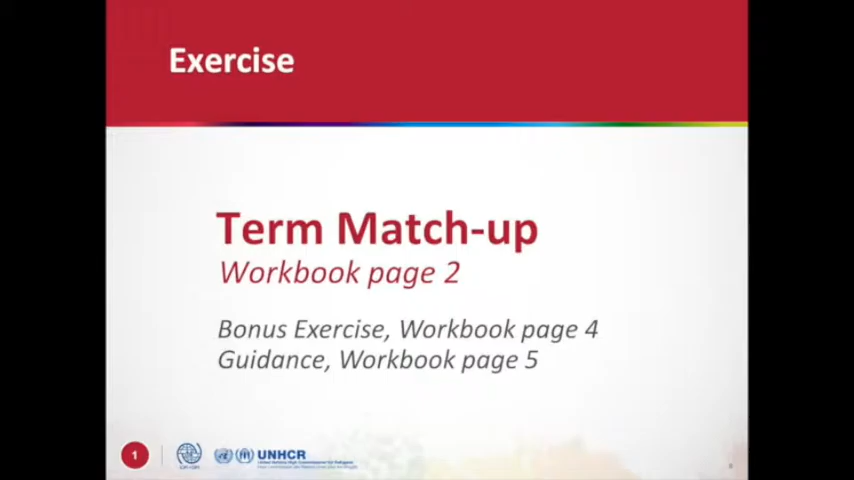 Exercise
Term Match-up
Workbook page 2
Bonus Exercise, Workbook page 4
Guidance, Workbook page 5
1
UNHCR